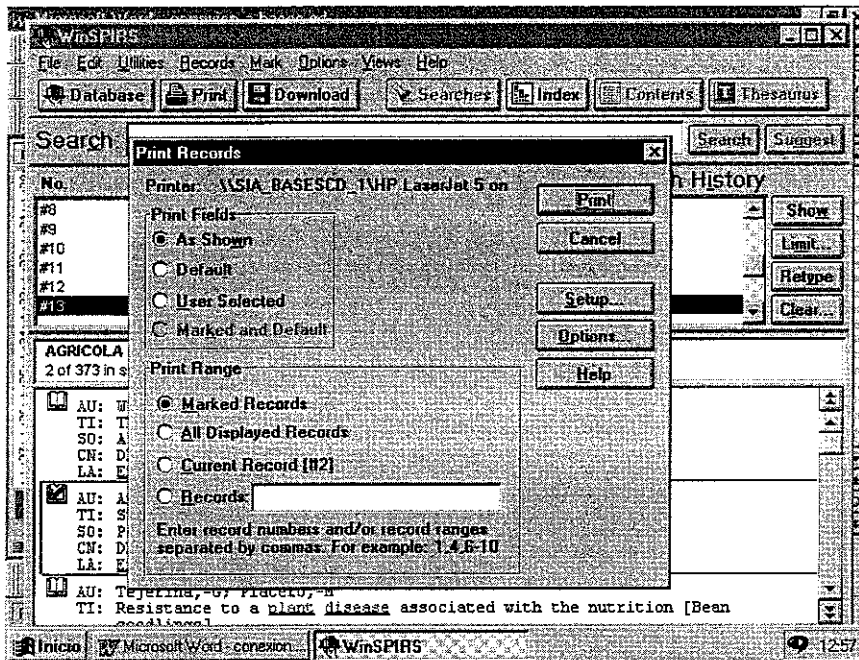 WinSPIRS
File Edit Utilities Records Mark Options Views Help
Database Print Download Searches Index Contents Thesaurus
Search Search Suggest
Print Records
No. h History
Printer: \\SIA_BASESCD_1\HP LaserJet 5 on
Print
#8 Show
Print Fields
#9
As Shown Cancel
#10 Limit...
#11 Default
Retype
#12 User Selected Setup...
#13 Clear...
Marked and Default
Options...
AGRICOLA
2 of 373 in s
Print Range Help
AU: W Marked Records
TI: T
SO: A All Displayed Records
CN: D
LA: E Current Record [#2]
AU: A Records:
TI: S
SO: P Enter record numbers and/or record ranges
CN: D separated by commas. For example: 1,4,6-10
LA: E
AU: Tejerina,-G; Placero,-M
TI: Resistance to a plant disease associated with the nutrition [Bean
seedlings]
Inicio Microsoft Word - conexion... WinSPIRS 12:57